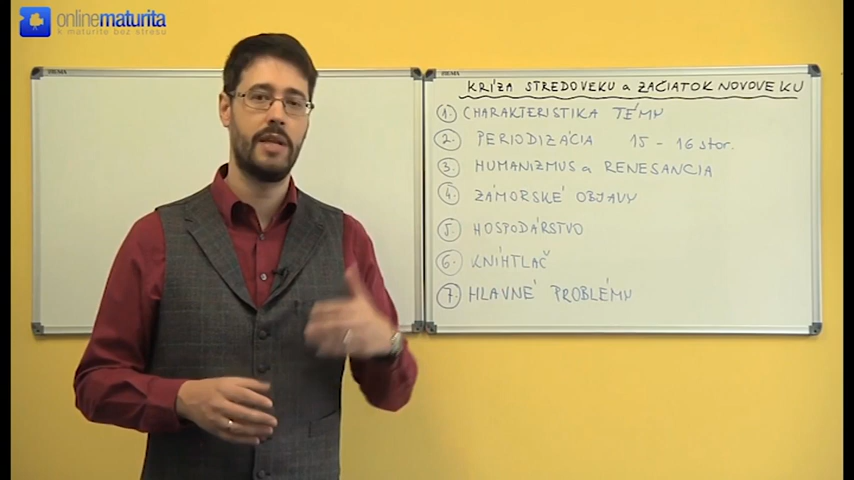 onlinematurita
k maturite bez stresu
KRÍZA STREDOVEKU a ZAČIATOK NOVOVEKU
1. CHARAKTERISTIKA TÉMY
2. PERIODIZÁCIA 15 - 16 stor.
3. HUMANIZMUS a RENESANCIA
4. ZÁMORSKÉ OBJAVY
5. HOSPODÁRSTVO
6. KNÍHTLAČ
7. HLAVNÉ PROBLÉMY